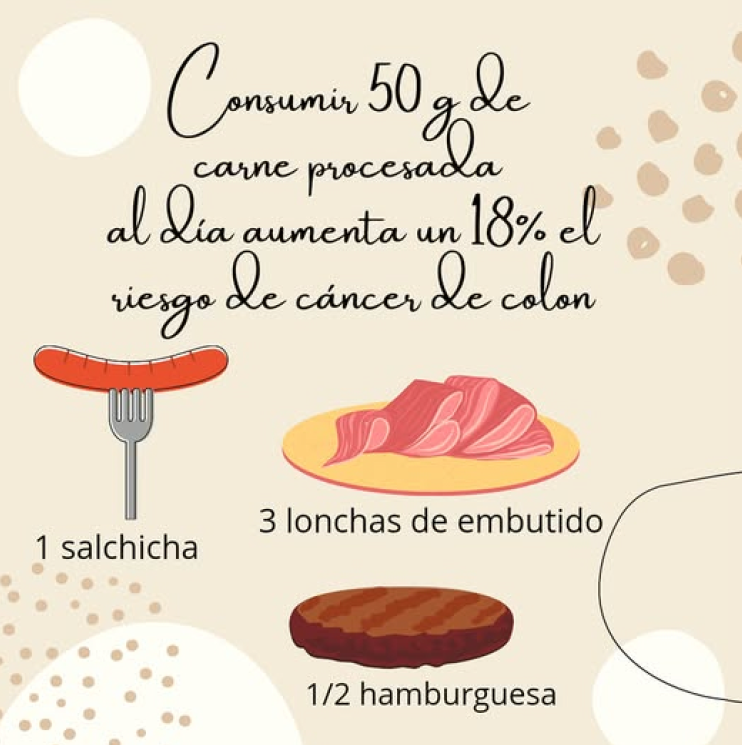 Consumir 50 g de
carne procesada
al día aumenta un 18% el
riesgo de cáncer de colon
3 lonchas de embutido
1 salchicha
1/2 hamburguesa